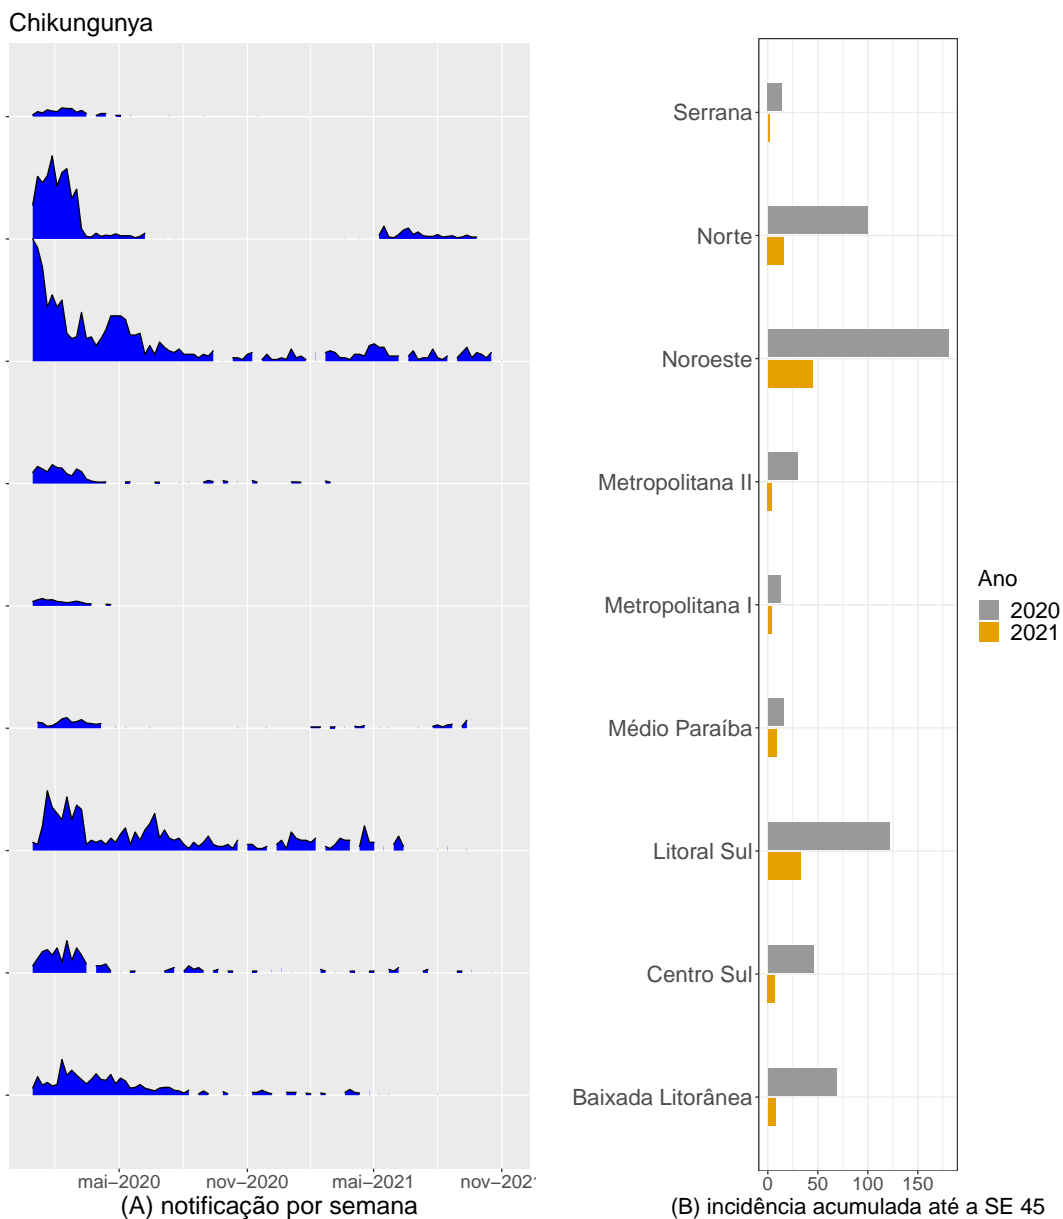 Chikungunya
Serrana
Norte
Noroeste
Metropolitana II
Metropolitana I
Médio Paraíba
Litoral Sul
Centro Sul
Baixada Litorânea
mai−2020
nov−2020
mai−2021
nov−2021
(A) notificação por semana
0
50
100
150
(B) incidência acumulada até a SE 45
Ano
2020
2021